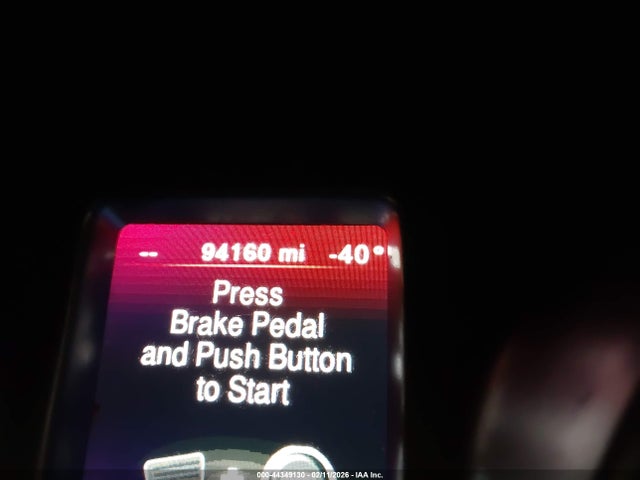 -- 94160 mi -40°
Press
Brake Pedal
and Push Button
to Start
000-44349130 - 02/11/2026 - IAA Inc.